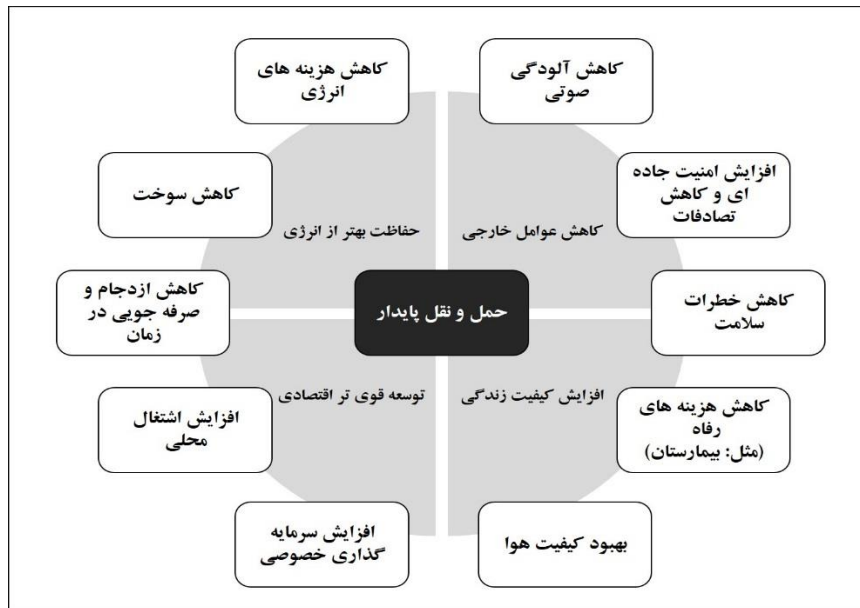 کاهش آلودگی
صوتی
کاهش هزینه های
انرژی
افزایش امنیت جاده
ای و کاهش
تصادفات
کاهش سوخت
کاهش عوامل خارجی
حفاظت بهتر از انرژی
کاهش خطرات
سلامت
حمل و نقل پایدار
کاهش ازدجام و
صرفه جویی در
زمان
افزایش کیفیت زندگی
توسعه قوی تر اقتصادی
کاهش هزینه های
رفاه
(مثل: بیمارستان)
افزایش اشتغال
محلی
بهبود کیفیت هوا
افزایش سرمایه
گذاری خصوصی